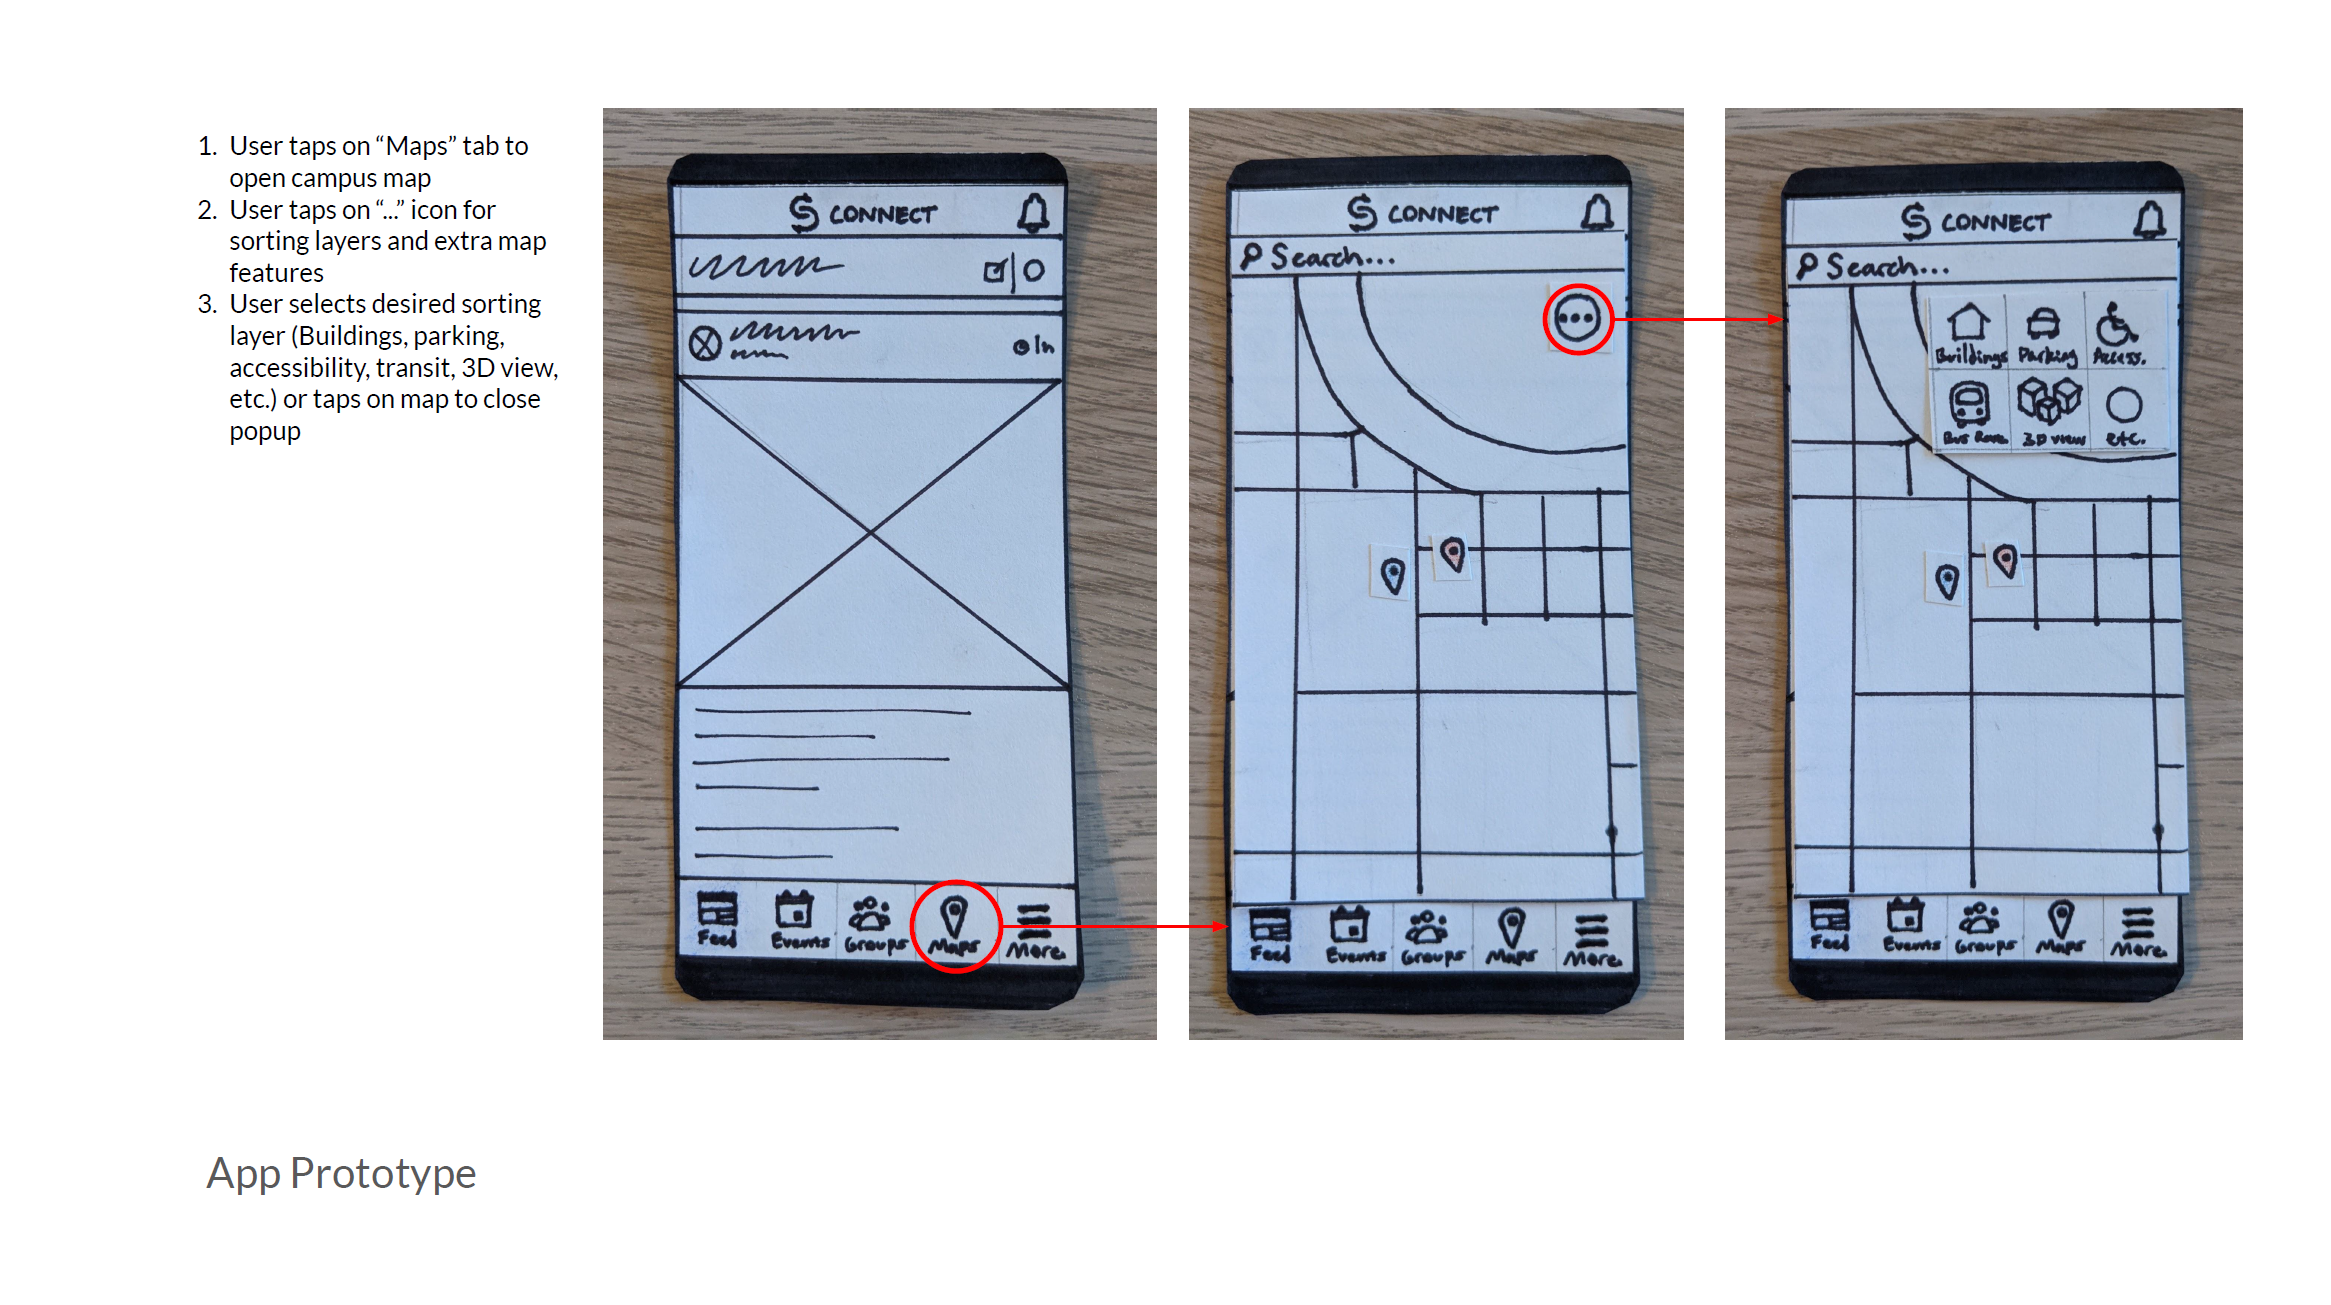 1. User taps on “Maps” tab to
open campus map
2. User taps on “...” icon for
sorting layers and extra map
features
3. User selects desired sorting
layer (Buildings, parking,
accessibility, transit, 3D view,
etc.) or taps on map to close
popup
S CONNECT
in
Feed Events Groups Maps More
S CONNECT
Search...
Feed Events Groups Maps More
S CONNECT
Search...
Buildings Parking Access.
Bus 3D view etc.
Feed Events Groups Maps More
App Prototype